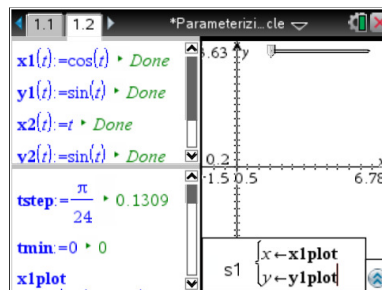 1.1 1.2 *Parameterizi...cle
x1(t):=cos(t) ▸ Done
y1(t):=sin(t) ▸ Done
x2(t):=t ▸ Done
y2(t):=sin(t) ▸ Done
tstep:=π/24 ▸ 0.1309
tmin:=0 ▸ 0
x1plot
3.63 y
0.2
-1.5 0.5 6.78
s1 {x←x1plot
y←y1plot